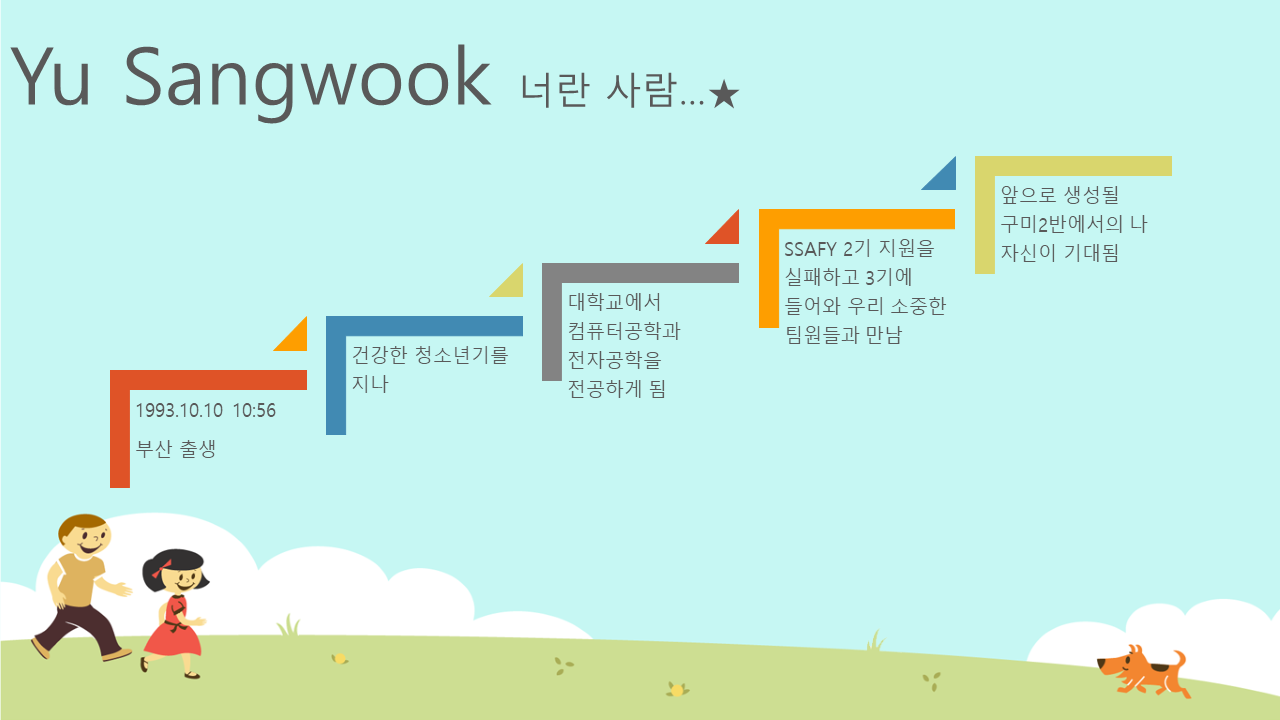 Yu Sangwook 너란 사람...★
1993.10.10 10:56
부산 출생
건강한 청소년기를
지나
대학교에서
컴퓨터공학과
전자공학을
전공하게 됨
SSAFY 2기 지원을
실패하고 3기에
들어와 우리 소중한
팀원들과 만남
앞으로 생성될
구미2반에서의 나
자신이 기대됨